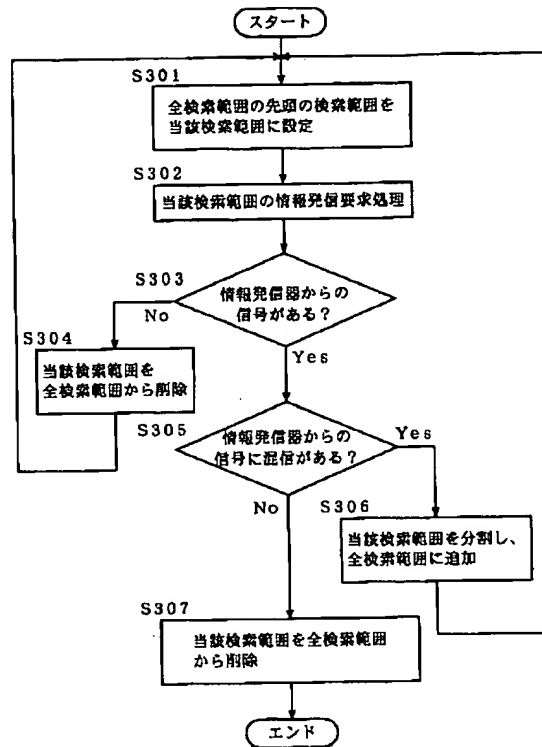 スタート
S301
全検索範囲の先頭の検索範囲を
当該検索範囲に設定
S302
当該検索範囲の情報発信要求処理
S303
情報発信器からの
信号がある？
No
Yes
S304
当該検索範囲を
全検索範囲から削除
S305
情報発信器からの
信号に混信がある？
Yes
No
S306
当該検索範囲を分割し、
全検索範囲に追加
S307
当該検索範囲を全検索範囲
から削除
エンド